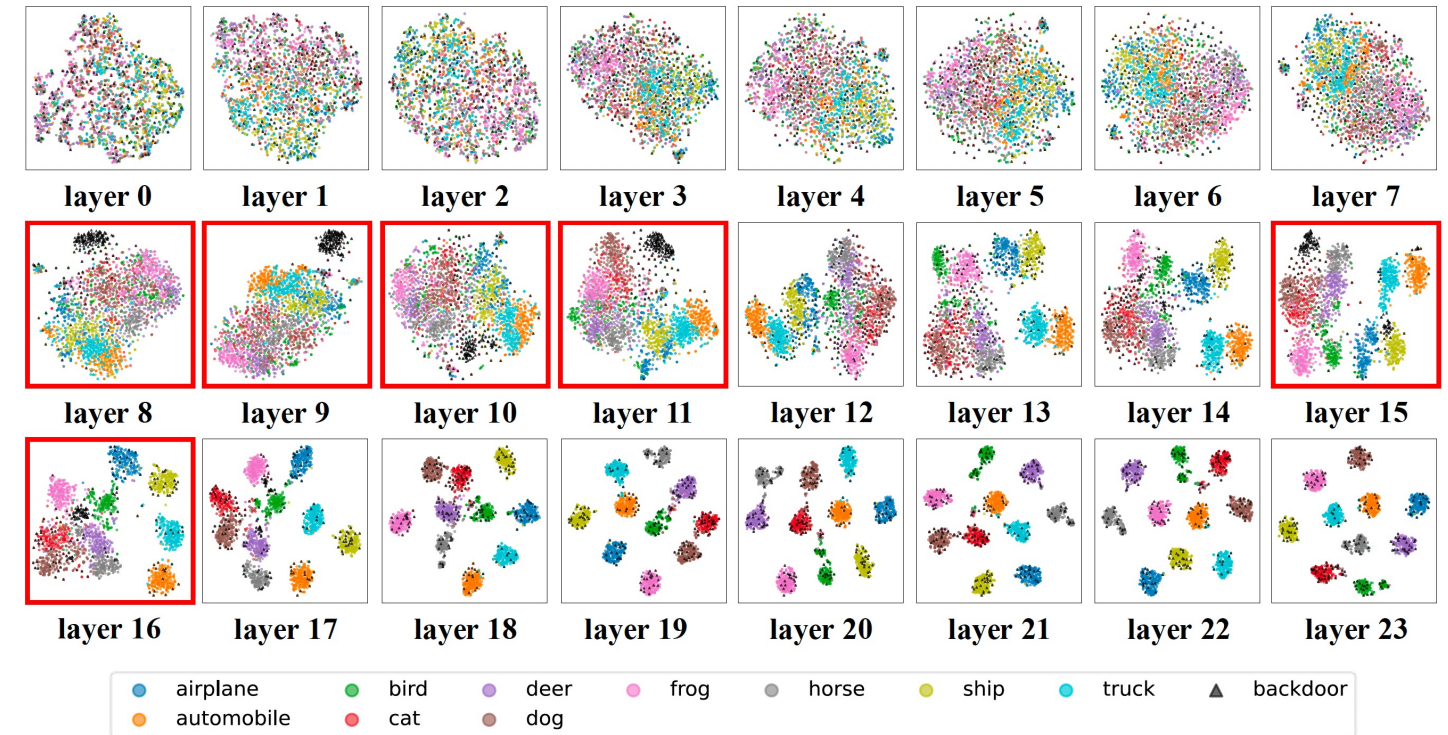 layer 0 layer 1 layer 2 layer 3 layer 4 layer 5 layer 6 layer 7
layer 8 layer 9 layer 10 layer 11 layer 12 layer 13 layer 14 layer 15
layer 16 layer 17 layer 18 layer 19 layer 20 layer 21 layer 22 layer 23
airplane bird deer frog horse ship truck backdoor
automobile cat dog